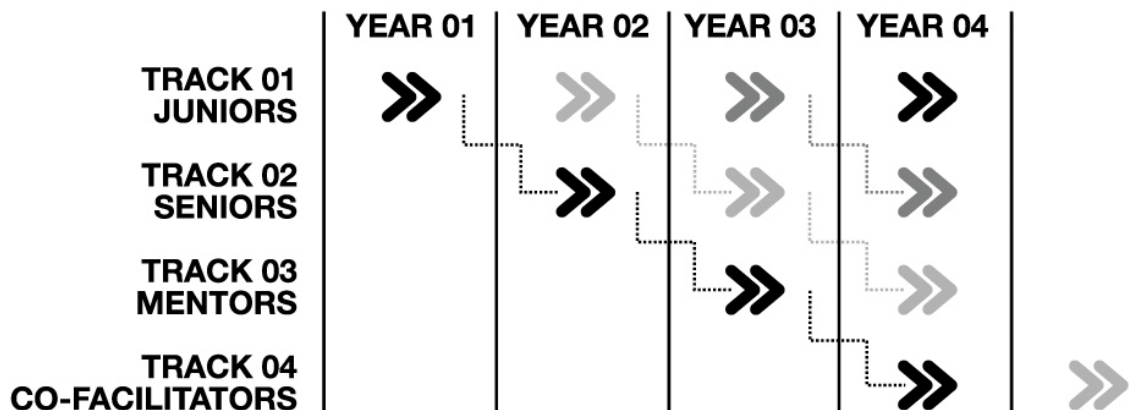 YEAR 01 YEAR 02 YEAR 03 YEAR 04
TRACK 01
JUNIORS
TRACK 02
SENIORS
TRACK 03
MENTORS
TRACK 04
CO-FACILITATORS